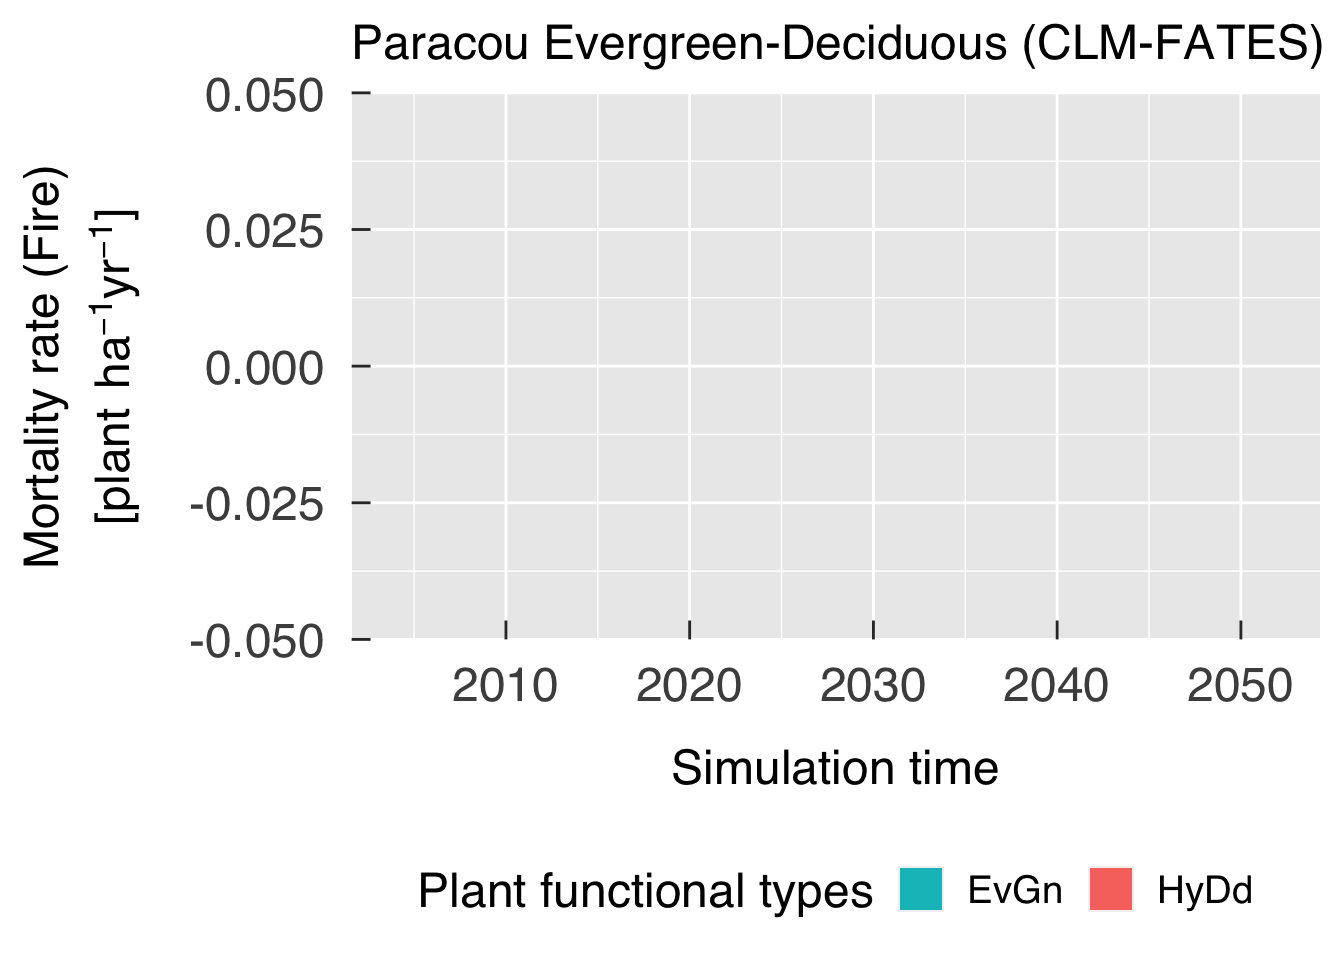 Paracou Evergreen-Deciduous (CLM-FATES)
Mortality rate (Fire)
[plant ha⁻¹yr⁻¹]
0.050
0.025
0.000
-0.025
-0.050
2010 2020 2030 2040 2050
Simulation time
Plant functional types EvGn HyDd